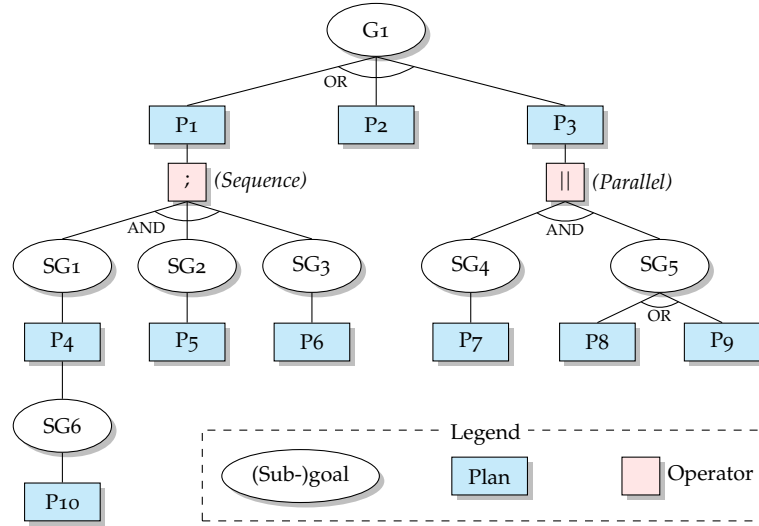 G1
OR
P1 P2 P3
; (Sequence) || (Parallel)
AND AND
SG1 SG2 SG3 SG4 SG5
OR
P4 P5 P6 P7 P8 P9
SG6
Legend
(Sub-)goal Plan Operator
P10